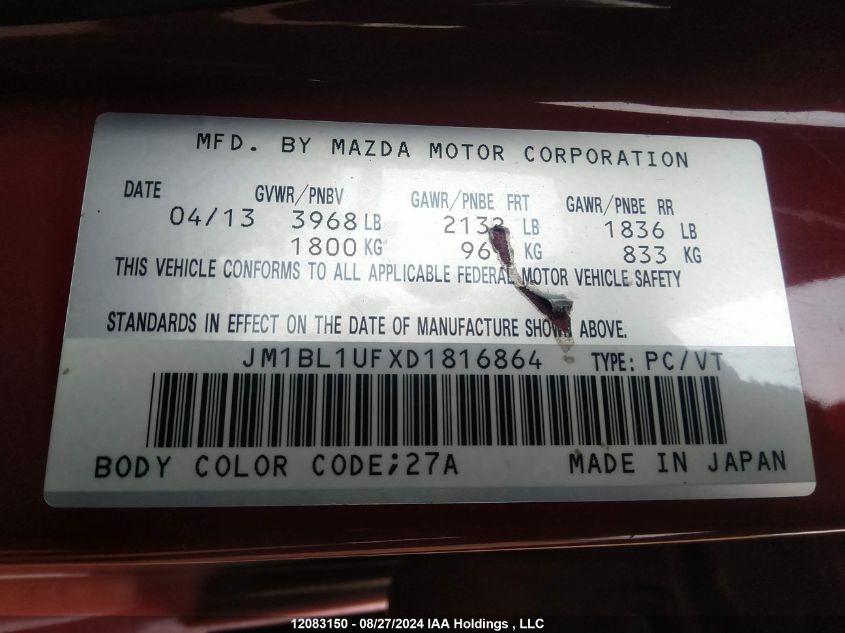 MFD. BY MAZDA MOTOR CORPORATION
DATE GVWR/PNBV GAWR/PNBE FRT GAWR/PNBE RR
04/13 3968 LB LB 1836 LB
1800 KG KG 833 KG
THIS VEHICLE CONFORMS TO ALL APPLICABLE FEDERAL MOTOR VEHICLE SAFETY
STANDARDS IN EFFECT ON THE DATE OF MANUFACTURE SHOWN ABOVE.
JM1BL1UFXD1816864 TYPE: PC/VT
BODY COLOR CODE;27A MADE IN JAPAN
12083150 - 08/27/2024 IAA Holdings , LLC